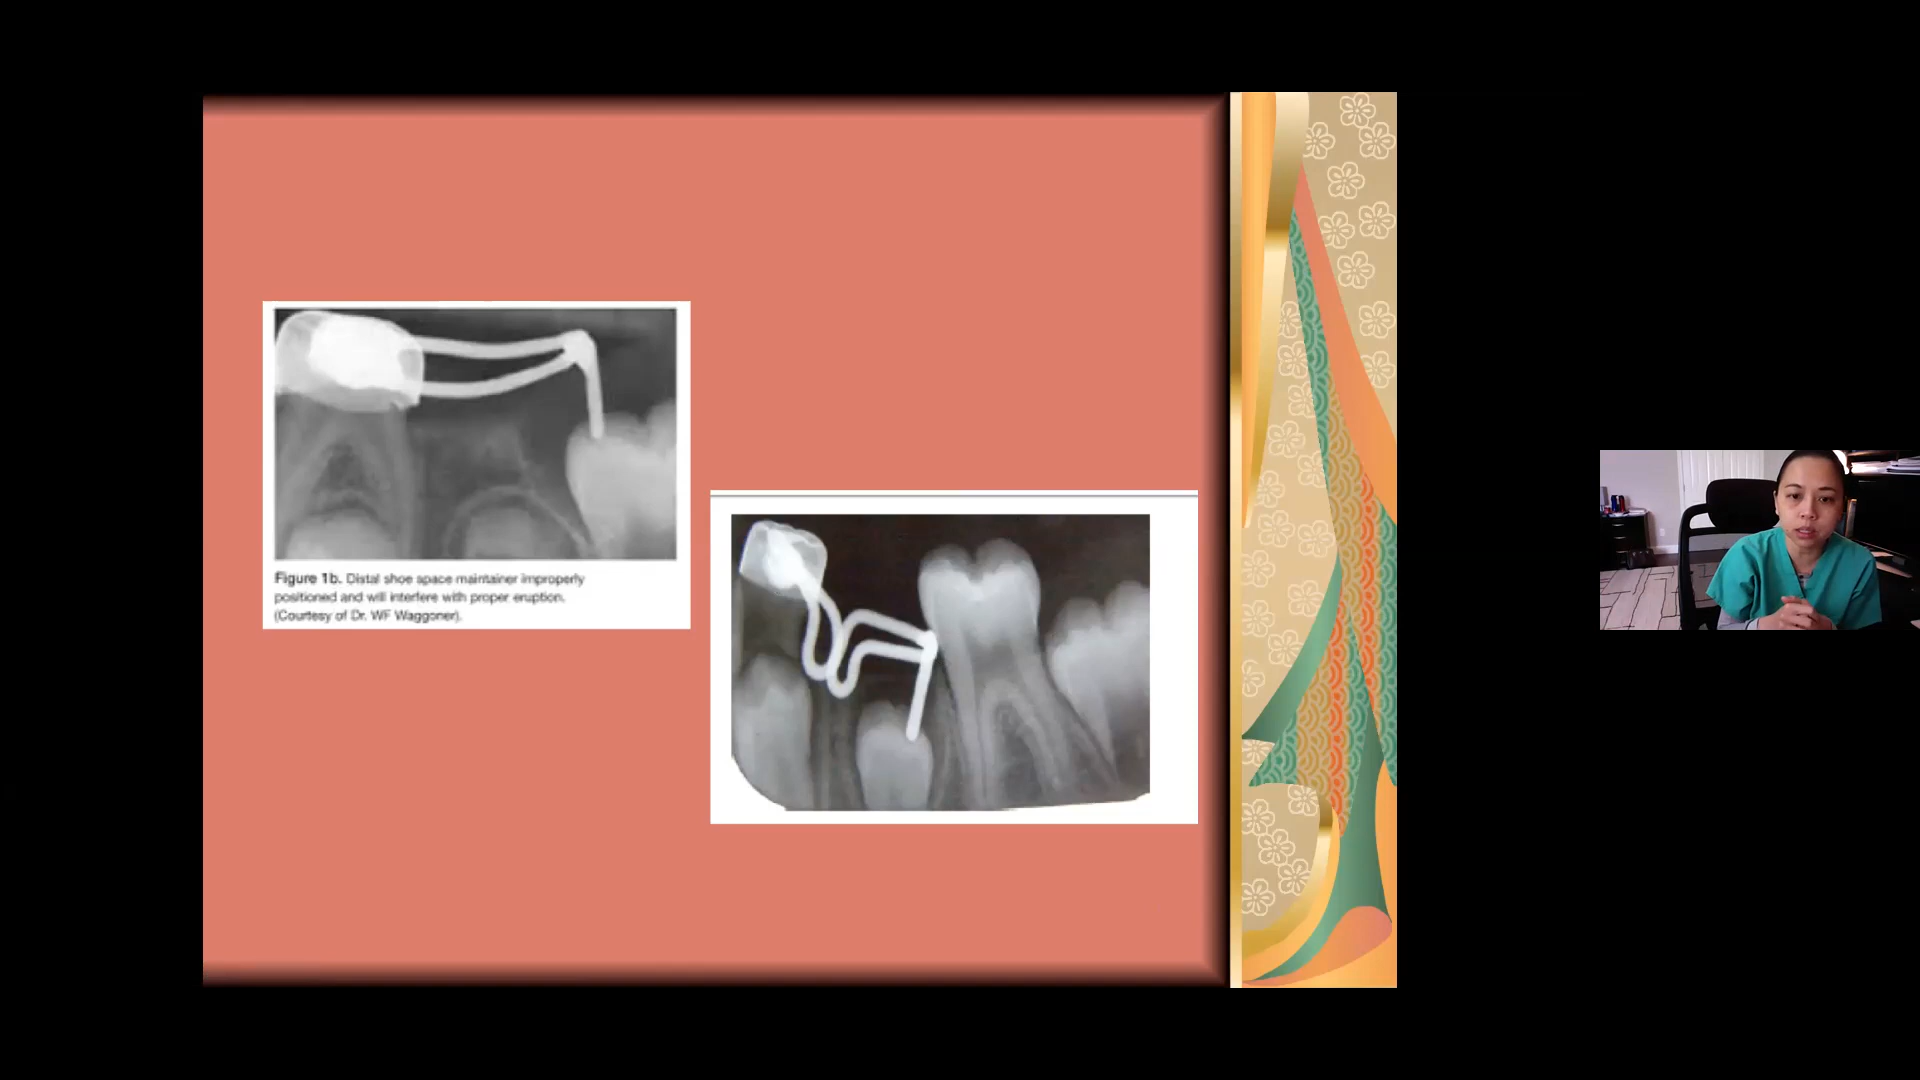 Figure 1b. Distal shoe space maintainer improperly
positioned and will interfere with proper eruption.
(Courtesy of Dr. WF Waggoner).